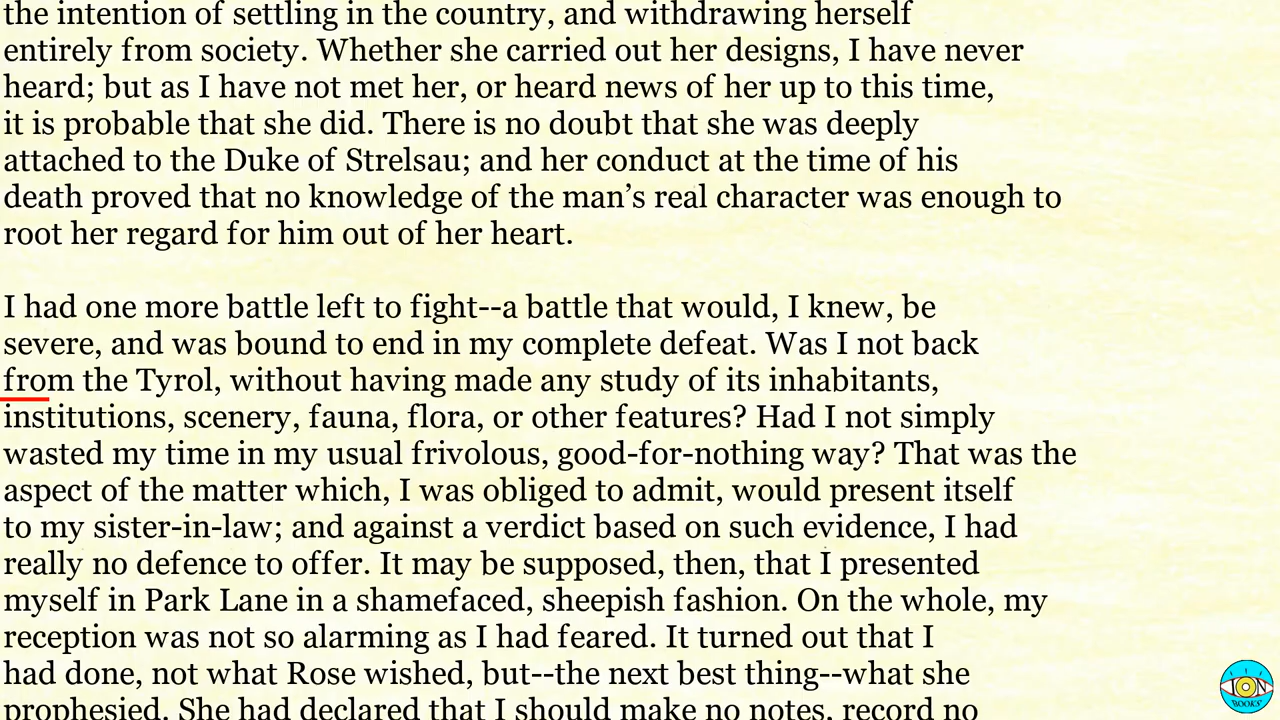 the intention of settling in the country, and withdrawing herself
entirely from society. Whether she carried out her designs, I have never
heard; but as I have not met her, or heard news of her up to this time,
it is probable that she did. There is no doubt that she was deeply
attached to the Duke of Strelsau; and her conduct at the time of his
death proved that no knowledge of the man’s real character was enough to
root her regard for him out of her heart.
I had one more battle left to fight--a battle that would, I knew, be
severe, and was bound to end in my complete defeat. Was I not back
from the Tyrol, without having made any study of its inhabitants,
institutions, scenery, fauna, flora, or other features? Had I not simply
wasted my time in my usual frivolous, good-for-nothing way? That was the
aspect of the matter which, I was obliged to admit, would present itself
to my sister-in-law; and against a verdict based on such evidence, I had
really no defence to offer. It may be supposed, then, that I presented
myself in Park Lane in a shamefaced, sheepish fashion. On the whole, my
reception was not so alarming as I had feared. It turned out that I
had done, not what Rose wished, but--the next best thing--what she
prophesied. She had declared that I should make no notes, record no
ION
BOOKS